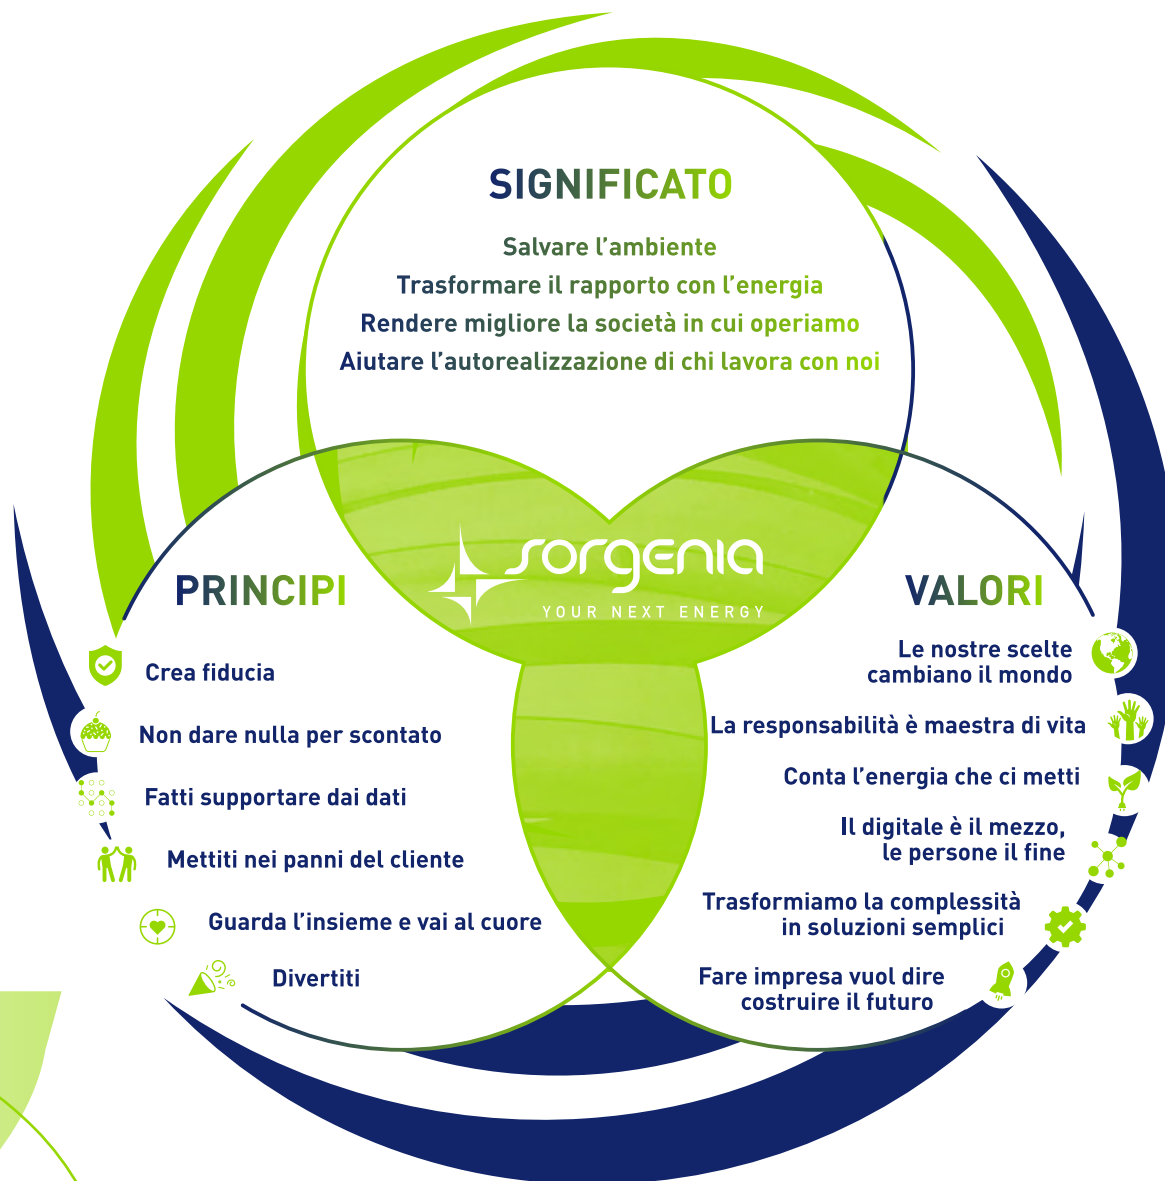 SIGNIFICATO
Salvare l’ambiente
Trasformare il rapporto con l’energia
Rendere migliore la società in cui operiamo
Aiutare l’autorealizzazione di chi lavora con noi
sorgenia
YOUR NEXT ENERGY
PRINCIPI
Crea fiducia
Non dare nulla per scontato
Fatti supportare dai dati
Mettiti nei panni del cliente
Guarda l’insieme e vai al cuore
Divertiti
VALORI
Le nostre scelte
cambiano il mondo
La responsabilità è maestra di vita
Conta l’energia che ci metti
Il digitale è il mezzo,
le persone il fine
Trasformiamo la complessità
in soluzioni semplici
Fare impresa vuol dire
costruire il futuro